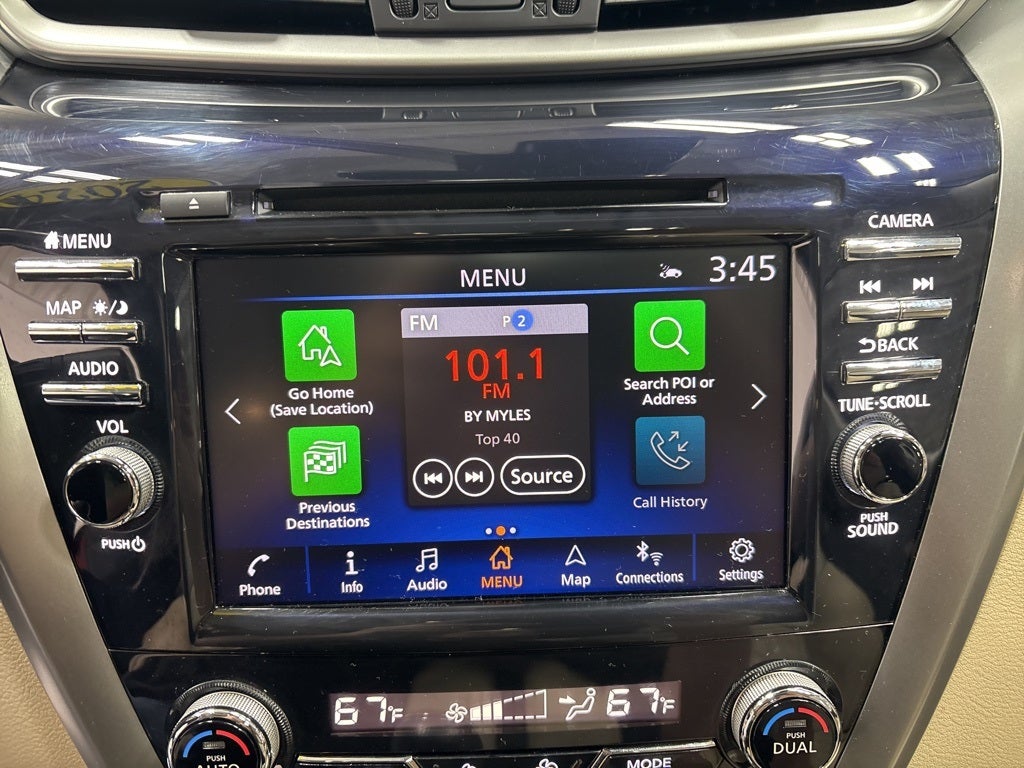 MENU
CAMERA
MAP
AUDIO
BACK
VOL
TUNE·SCROLL
PUSH
PUSH
SOUND
MENU
3:45
FM P 2
101.1
FM
BY MYLES
Top 40
Source
Go Home
(Save Location)
Search POI or
Address
Previous
Destinations
Call History
Phone
Info
Audio
MENU
Map
Connections
Settings
67°F
67°F
PUSH
AUTO
PUSH
DUAL
MODE